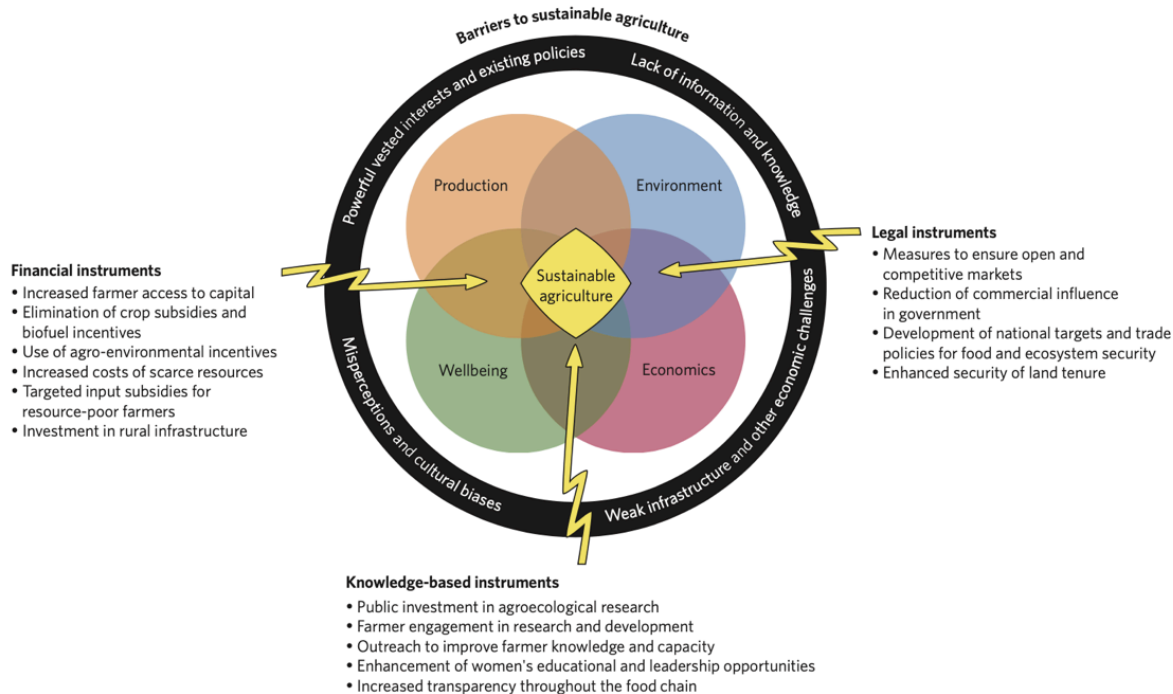 Barriers to sustainable agriculture
Powerful vested interests and existing policies
Lack of information and knowledge
Misperceptions and cultural biases
Weak infrastructure and other economic challenges
Production
Environment
Sustainable
agriculture
Wellbeing
Economics
Financial instruments
• Increased farmer access to capital
• Elimination of crop subsidies and
biofuel incentives
• Use of agro-environmental incentives
• Increased costs of scarce resources
• Targeted input subsidies for
resource-poor farmers
• Investment in rural infrastructure
Legal instruments
• Measures to ensure open and
competitive markets
• Reduction of commercial influence
in government
• Development of national targets and trade
policies for food and ecosystem security
• Enhanced security of land tenure
Knowledge-based instruments
• Public investment in agroecological research
• Farmer engagement in research and development
• Outreach to improve farmer knowledge and capacity
• Enhancement of women's educational and leadership opportunities
• Increased transparency throughout the food chain